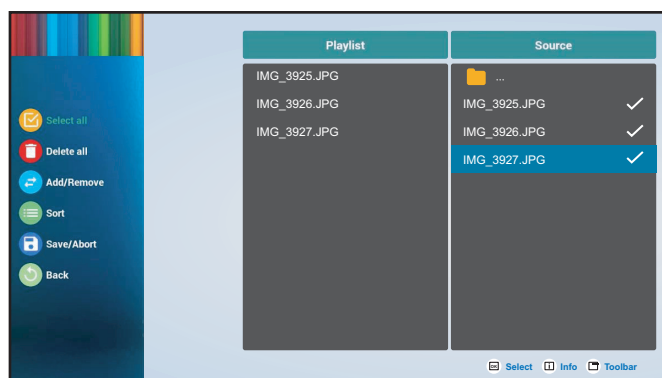 Select all
Delete all
Add/Remove
Sort
Save/Abort
Back
Playlist
IMG_3925.JPG
IMG_3926.JPG
IMG_3927.JPG
Source
...
IMG_3925.JPG
IMG_3926.JPG
IMG_3927.JPG
Select Info Toolbar